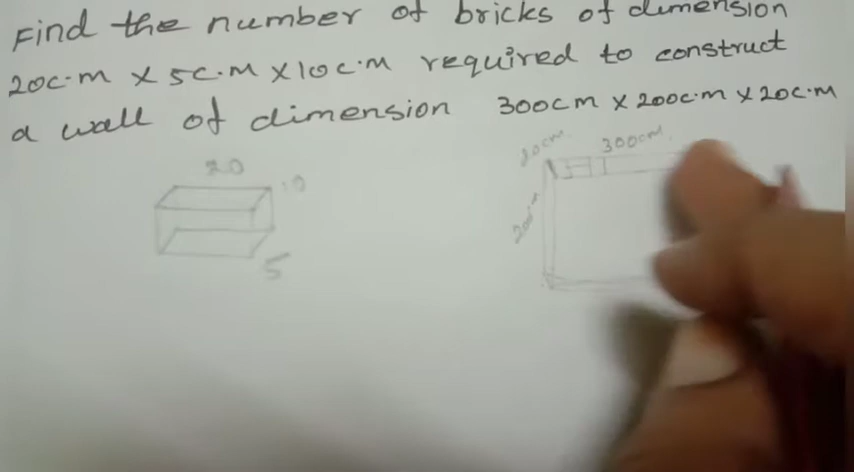 Find the number of bricks of dimension
20c.m x 5c.m x 10c.m required to construct
a wall of dimension 300cm x 200c.m x 20c.m
20cm 300cm
20 10
200cm
5